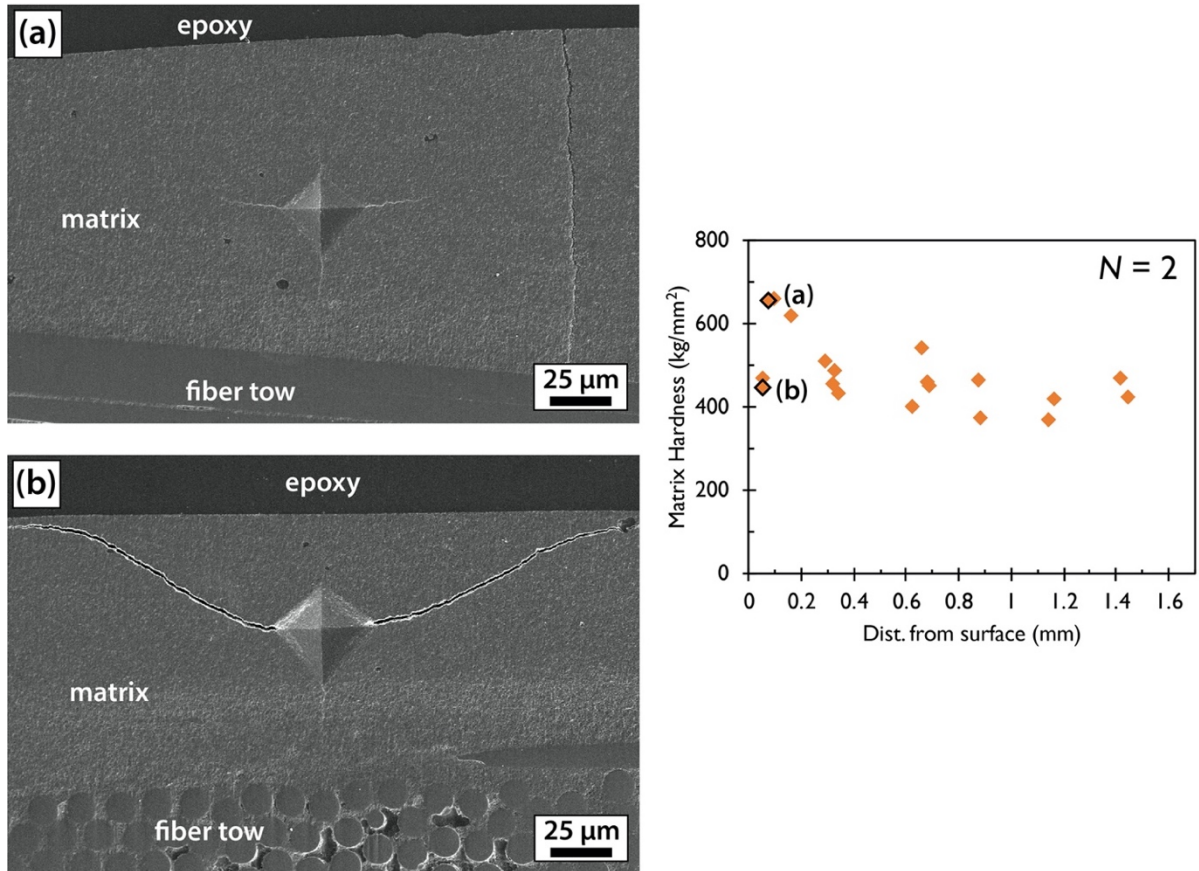 (a)
epoxy
matrix
fiber tow
25 µm
(b)
epoxy
matrix
fiber tow
25 µm
Matrix Hardness (kg/mm²)
800
600
400
200
0
N = 2
(a)
(b)
0 0.2 0.4 0.6 0.8 1 1.2 1.4 1.6
Dist. from surface (mm)